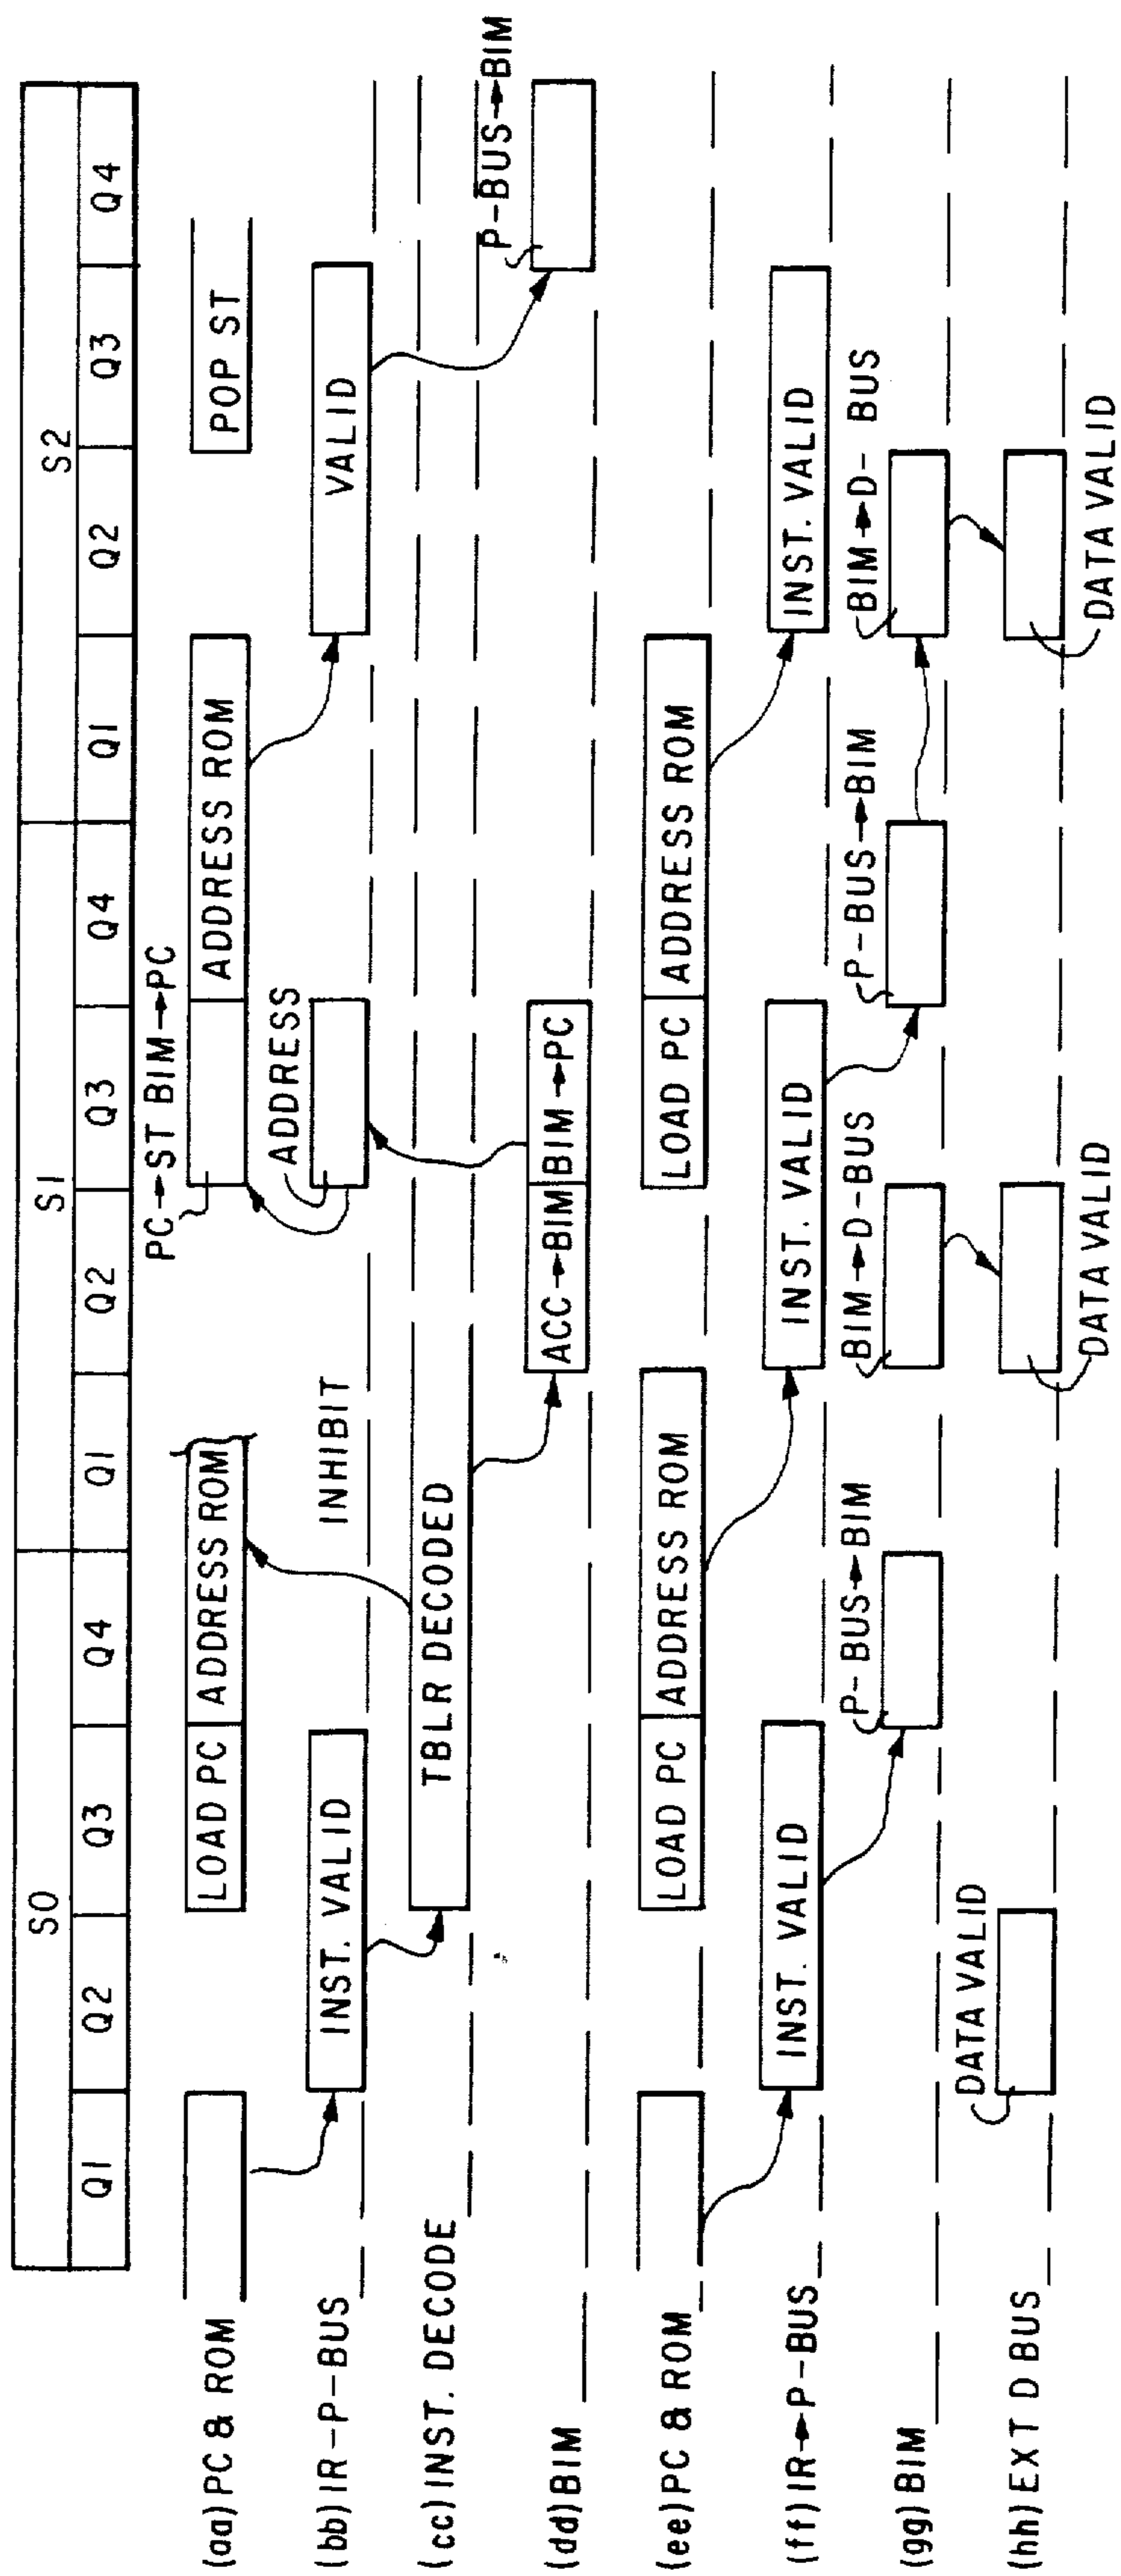 S0 S1 S2
Q1 Q2 Q3 Q4 Q1 Q2 Q3 Q4 Q1 Q2 Q3 Q4
PC→ST BIM→PC
(aa) PC & ROM LOAD PC ADDRESS ROM ADDRESS ROM POP ST
ADDRESS
(bb) IR-P-BUS INST. VALID INHIBIT VALID
(cc) INST. DECODE TBLR DECODED
P-BUS→BIM
(dd) BIM ACC→BIM BIM→PC
(ee) PC & ROM LOAD PC ADDRESS ROM LOAD PC ADDRESS ROM
(ff) IR↔P-BUS INST. VALID INST. VALID INST. VALID
P-BUS→BIM BIM→D-BUS P-BUS→BIM BIM→D-BUS
(gg) BIM
DATA VALID
(hh) EXT D BUS
DATA VALID DATA VALID